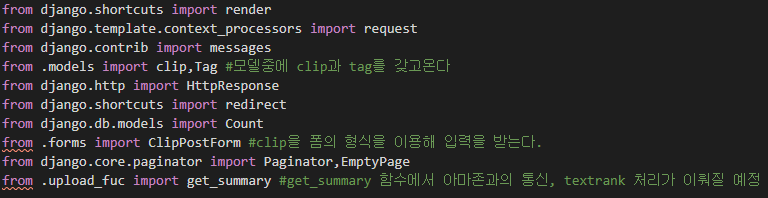 from django.shortcuts import render
from django.template.context_processors import request
from django.contrib import messages
from .models import clip,Tag #모델중에 clip과 tag를 갖고온다
from django.http import HttpResponse
from django.shortcuts import redirect
from django.db.models import Count
from .forms import ClipPostForm #clip을 폼의 형식을 이용해 입력을 받는다.
from django.core.paginator import Paginator,EmptyPage
from .upload_fuc import get_summary #get_summary 함수에서 아마존과의 통신, textrank 처리가 이뤄질 예정